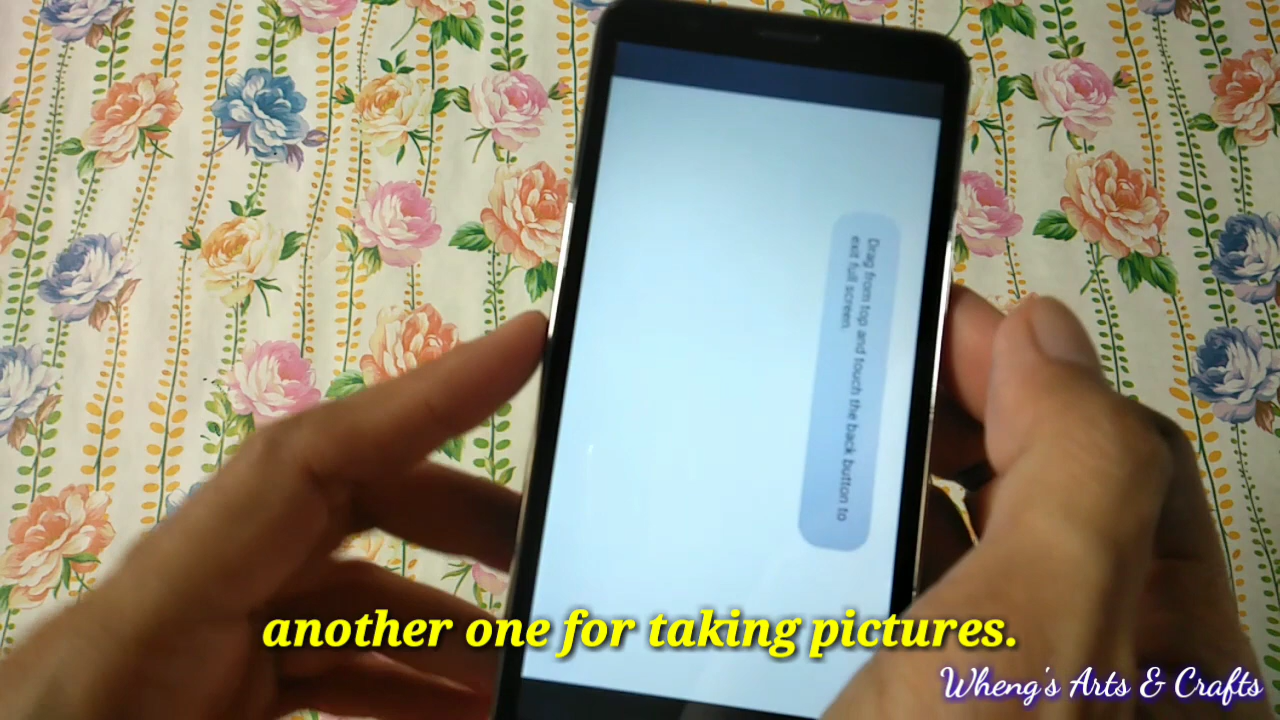 Drag from top and touch the back button to
exit full screen.
another one for taking pictures.
Wheng's Arts & Crafts